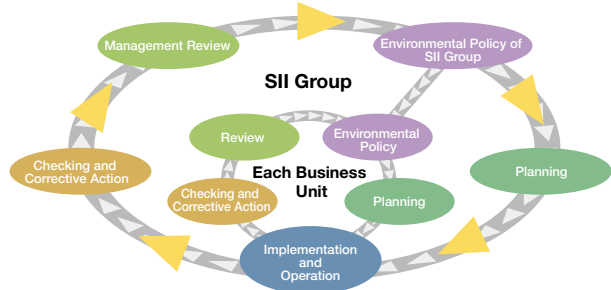 Management Review
Environmental Policy of
SII Group
SII Group
Review
Environmental
Policy
Checking and
Corrective Action
Each Business
Unit
Planning
Checking and
Corrective Action
Planning
Implementation
and
Operation